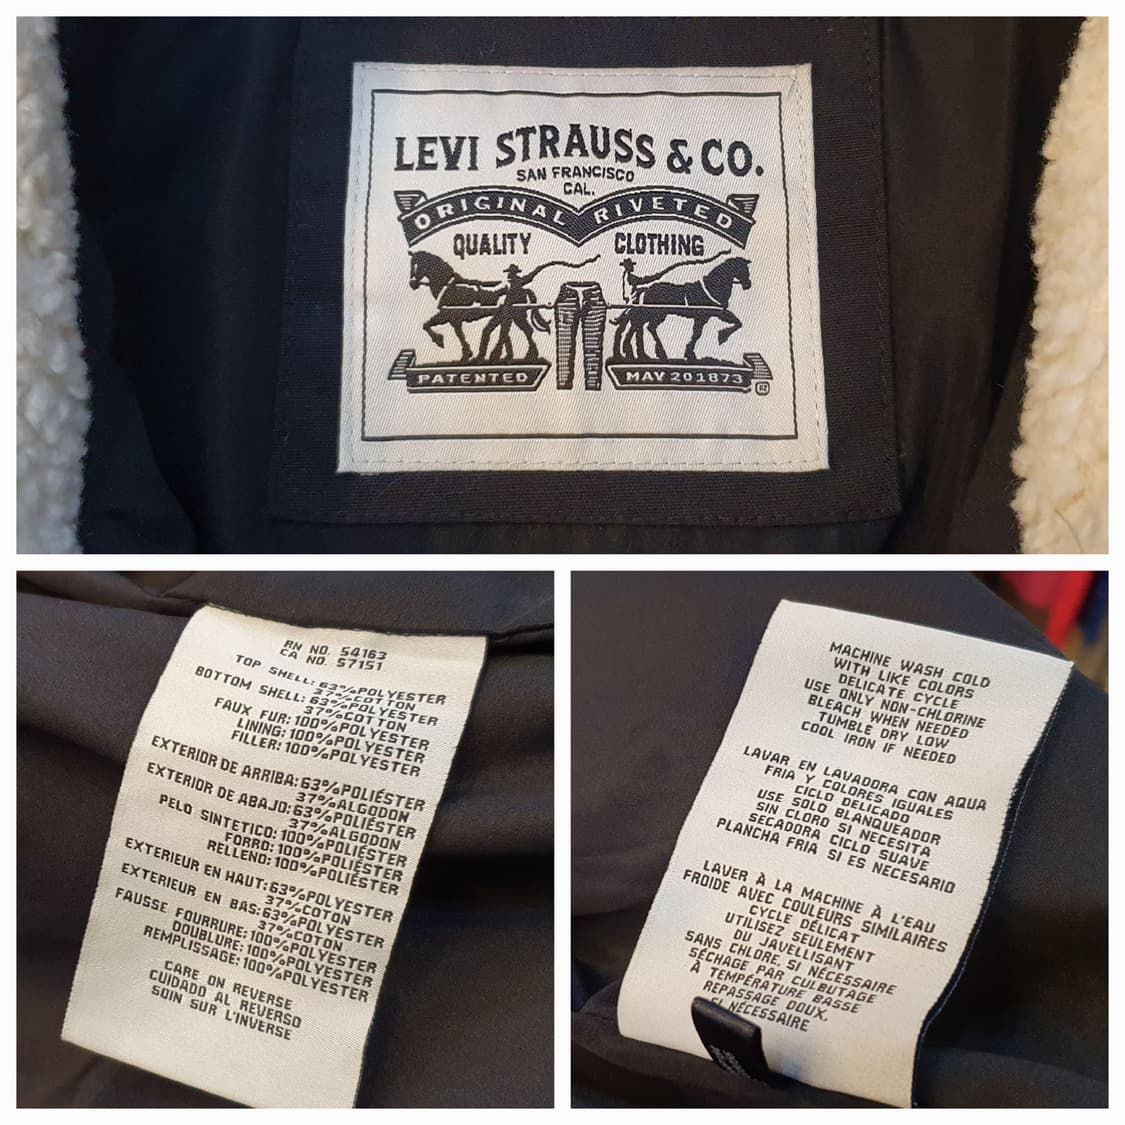 LEVI STRAUSS & CO.
SAN FRANCISCO
CAL.
ORIGINAL RIVETED
QUALITY CLOTHING
PATENTED MAY 20 1873
®
RN NO. 54163
CA NO. 57151
TOP SHELL: 63% POLYESTER
37% COTTON
BOTTOM SHELL: 63% POLYESTER
37% COTTON
FAUX FUR: 100% POLYESTER
LINING: 100% POLYESTER
FILLER: 100% POLYESTER
EXTERIOR DE ARRIBA: 63% POLIÉSTER
37% ALGODON
EXTERIOR DE ABAJO: 63% POLIÉSTER
37% ALGODON
PELO SINTETICO: 100% POLIÉSTER
FORRO: 100% POLIÉSTER
RELLENO: 100% POLIÉSTER
EXTERIEUR EN HAUT: 63% POLYESTER
37% COTON
EXTERIEUR EN BAS: 63% POLYESTER
37% COTON
FAUSSE FOURRURE: 100% POLYESTER
DOUBLURE: 100% POLYESTER
REMPLISSAGE: 100% POLYESTER
CARE ON REVERSE
CUIDADO AL REVERSO
SOIN SUR L'INVERSE
MACHINE WASH COLD
WITH LIKE COLORS
DELICATE CYCLE
USE ONLY NON-CHLORINE
BLEACH WHEN NEEDED
TUMBLE DRY LOW
COOL IRON IF NEEDED
LAVAR EN LAVADORA CON AQUA
FRIA Y COLORES IGUALES
CICLO DELICADO
USE SOLO BLANQUEADOR
SIN CLORO SI NECESITA
SECADORA CICLO SUAVE
PLANCHA FRIA SI ES NECESARIO
LAVER À LA MACHINE À L'EAU
FROIDE AVEC COULEURS SIMILAIRES
CYCLE DÉLICAT
UTILISEZ SEULEMENT
DU JAVELLISANT
SANS CHLORE, SI NÉCESSAIRE
SÉCHAGE PAR CULBUTAGE
À TEMPÉRATURE BASSE
REPASSAGE DOUX,
SI NÉCESSAIRE